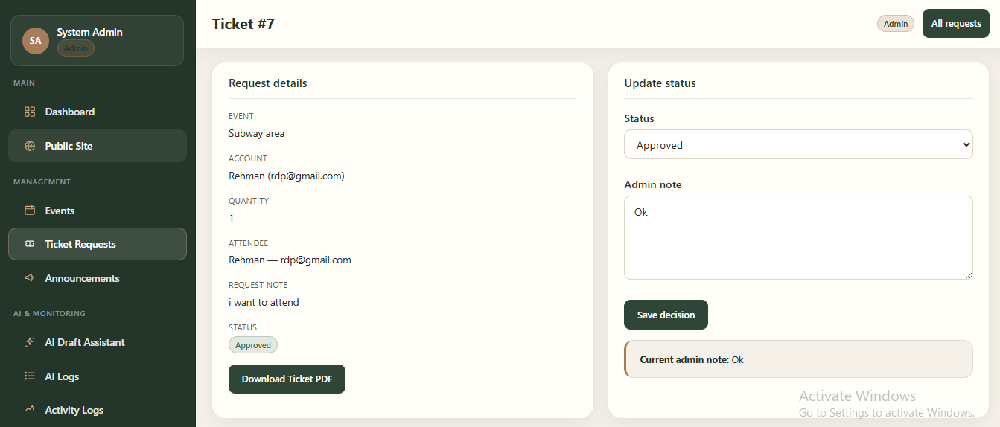 SA
System Admin
Admin
MAIN
Dashboard
Public Site
MANAGEMENT
Events
Ticket Requests
Announcements
AI & MONITORING
AI Draft Assistant
AI Logs
Activity Logs
Ticket #7
Admin
All requests
Request details
EVENT
Subway area
ACCOUNT
Rehman (rdp@gmail.com)
QUANTITY
1
ATTENDEE
Rehman — rdp@gmail.com
REQUEST NOTE
i want to attend
STATUS
Approved
Download Ticket PDF
Update status
Status
Approved
Admin note
Ok
Save decision
Current admin note: Ok
Activate Windows
Go to Settings to activate Windows.